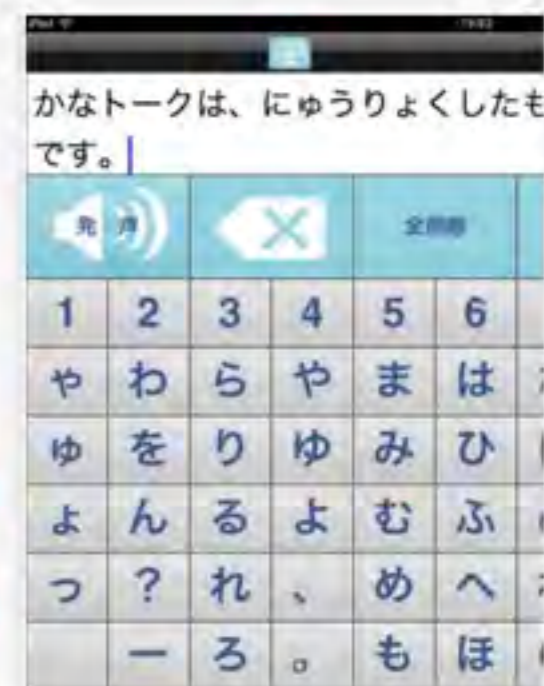 iPad
かなトークは、にゅうりょくしたも
です。
発声 全削除
1 2 3 4 5 6
ゃ わ ら や ま は
ゅ を り ゆ み ひ
ょ ん る よ む ふ
っ ? れ 、 め へ
ー ろ 。 も ほ